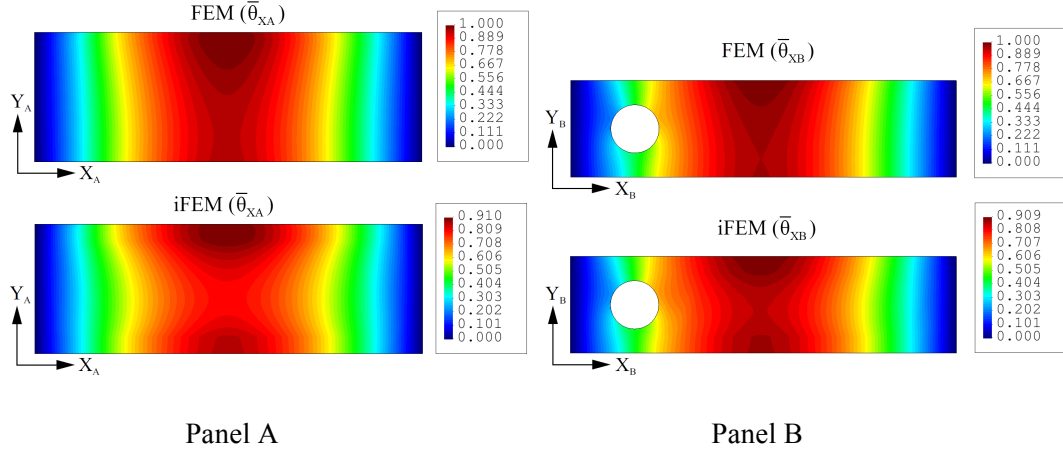 FEM (θ̅XA)
1.000
0.889
0.778
0.667
0.556
0.444
0.333
0.222
0.111
0.000
YA
XA
iFEM (θ̅XA)
0.910
0.809
0.708
0.606
0.505
0.404
0.303
0.202
0.101
0.000
YA
XA
Panel A
FEM (θ̅XB)
1.000
0.889
0.778
0.667
0.556
0.444
0.333
0.222
0.111
0.000
YB
XB
iFEM (θ̅XB)
0.909
0.808
0.707
0.606
0.505
0.404
0.303
0.202
0.101
0.000
YB
XB
Panel B